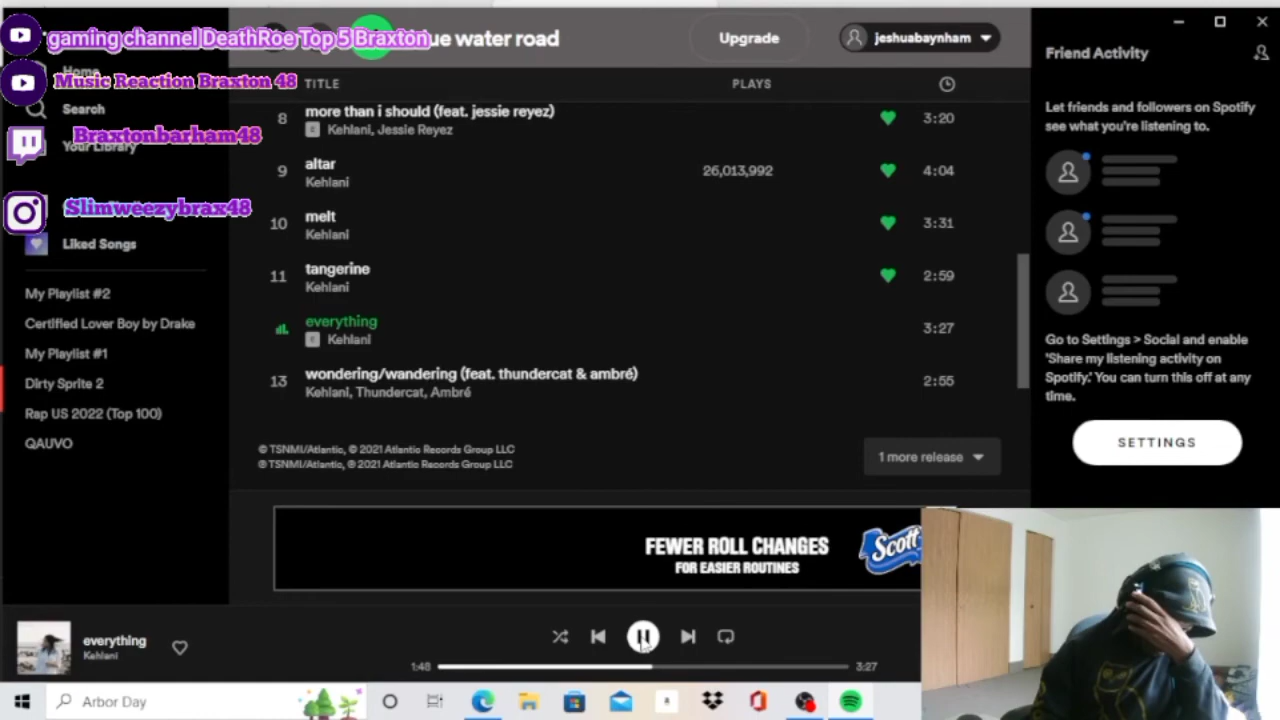 gaming channel DeathRoe Top 5 Braxton
ue water road
Upgrade
jeshuabaynham
Home
Music Reaction Braxton 48
Search
Braxtonbarham48
Your Library
Slimweezybrax48
Liked Songs
My Playlist #2
Certified Lover Boy by Drake
My Playlist #1
Dirty Sprite 2
Rap US 2022 (Top 100)
QAUVO
TITLE
PLAYS
8 more than i should (feat. jessie reyez) 3:20
E Kehlani, Jessie Reyez
9 altar 26,013,992 4:04
Kehlani
10 melt 3:31
Kehlani
11 tangerine 2:59
Kehlani
everything 3:27
E Kehlani
13 wondering/wandering (feat. thundercat & ambré) 2:55
Kehlani, Thundercat, Ambré
© TSNMI/Atlantic, © 2021 Atlantic Records Group LLC
℗ TSNMI/Atlantic, ℗ 2021 Atlantic Records Group LLC
1 more release
Friend Activity
Let friends and followers on Spotify
see what you're listening to.
Go to Settings > Social and enable
'Share my listening activity on
Spotify.' You can turn this off at any
time.
SETTINGS
FEWER ROLL CHANGES
FOR EASIER ROUTINES
Scott
everything
Kehlani
1:48
3:27
Arbor Day